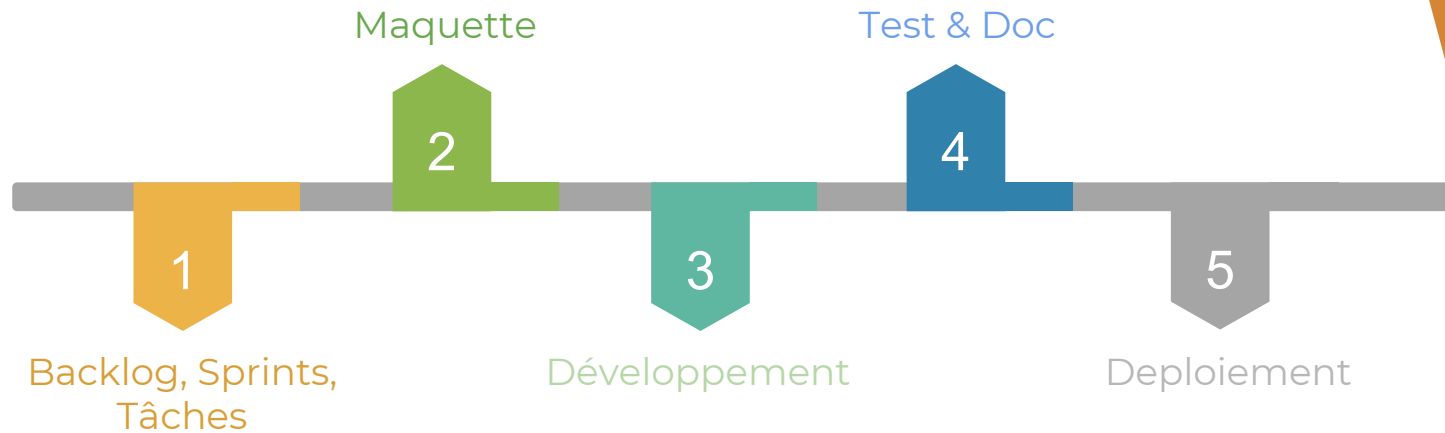 Maquette
Test & Doc
2
4
1
3
5
Backlog, Sprints,
Tâches
Développement
Deploiement